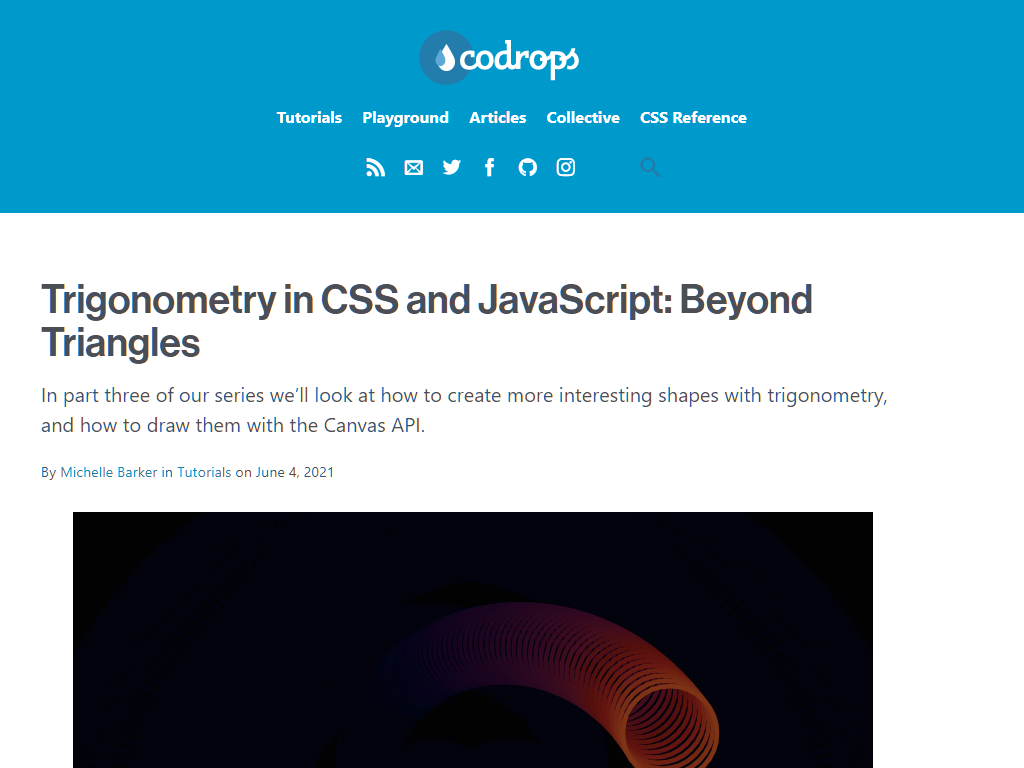 codrops
Tutorials Playground Articles Collective CSS Reference
Trigonometry in CSS and JavaScript: Beyond
Triangles
In part three of our series we’ll look at how to create more interesting shapes with trigonometry,
and how to draw them with the Canvas API.
By Michelle Barker in Tutorials on June 4, 2021